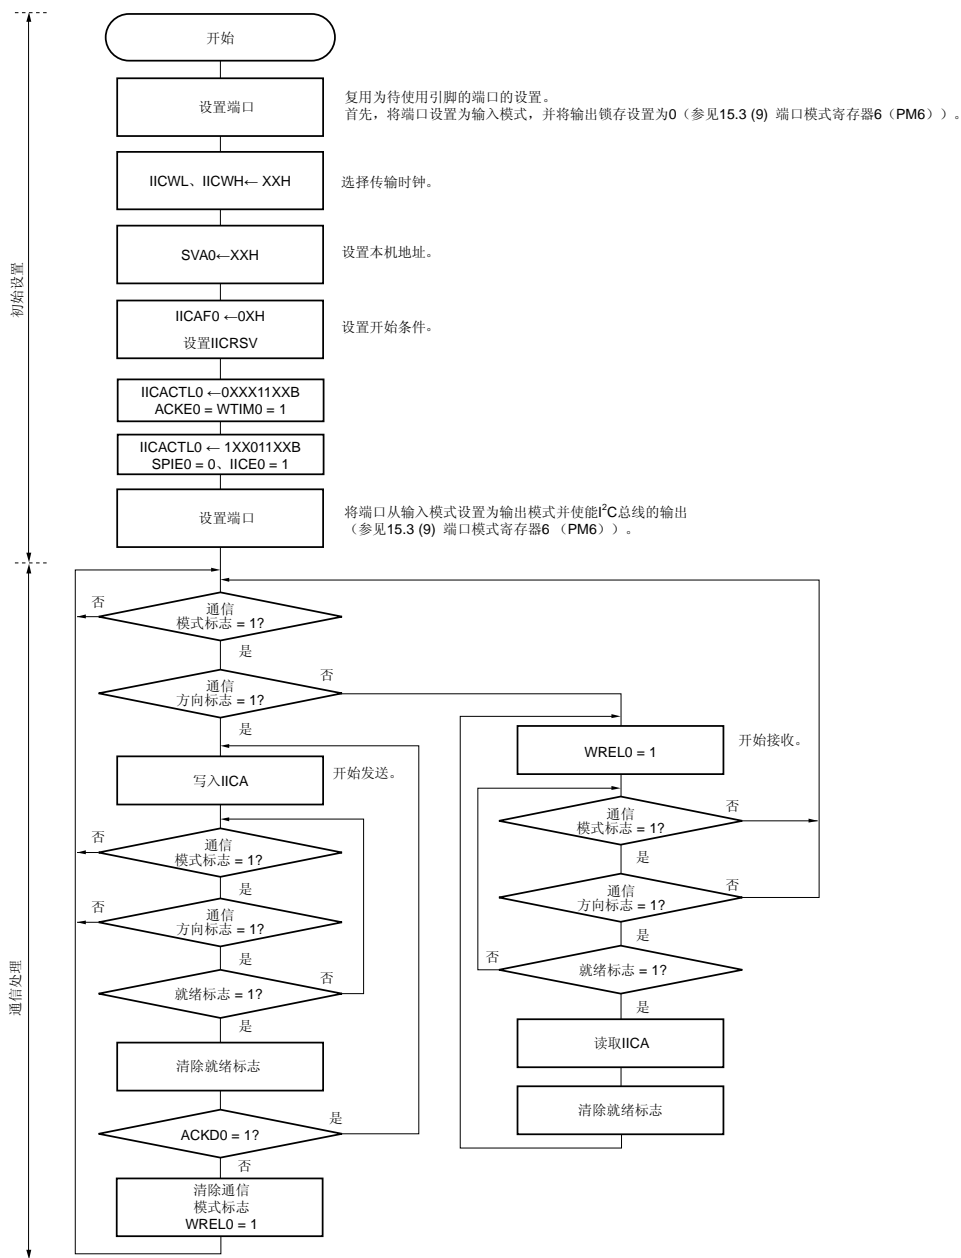 开始
设置端口
复用为待使用引脚的端口的设置。
首先，将端口设置为输入模式，并将输出锁存设置为0（参见15.3 (9) 端口模式寄存器6（PM6））。
IICWL、IICWH← XXH
选择传输时钟。
SVA0←XXH
设置本机地址。
初始设置
IICAF0 ←0XH
设置IICRSV
设置开始条件。
IICACTL0 ←0XXX11XXB
ACKE0 = WTIM0 = 1
IICACTL0 ← 1XX011XXB
SPIE0 = 0、IICE0 = 1
设置端口
将端口从输入模式设置为输出模式并使能I²C总线的输出
（参见15.3 (9) 端口模式寄存器6 （PM6））。
通信处理
否
通信
模式标志 = 1?
是
通信
方向标志 = 1?
否
是
写入IICA
开始发送。
否
通信
模式标志 = 1?
是
否
通信
方向标志 = 1?
是
就绪标志 = 1?
否
是
清除就绪标志
ACKD0 = 1?
是
否
清除通信
模式标志
WREL0 = 1
WREL0 = 1
开始接收。
通信
模式标志 = 1?
否
是
通信
方向标志 = 1?
否
是
否
就绪标志 = 1?
是
读取IICA
清除就绪标志